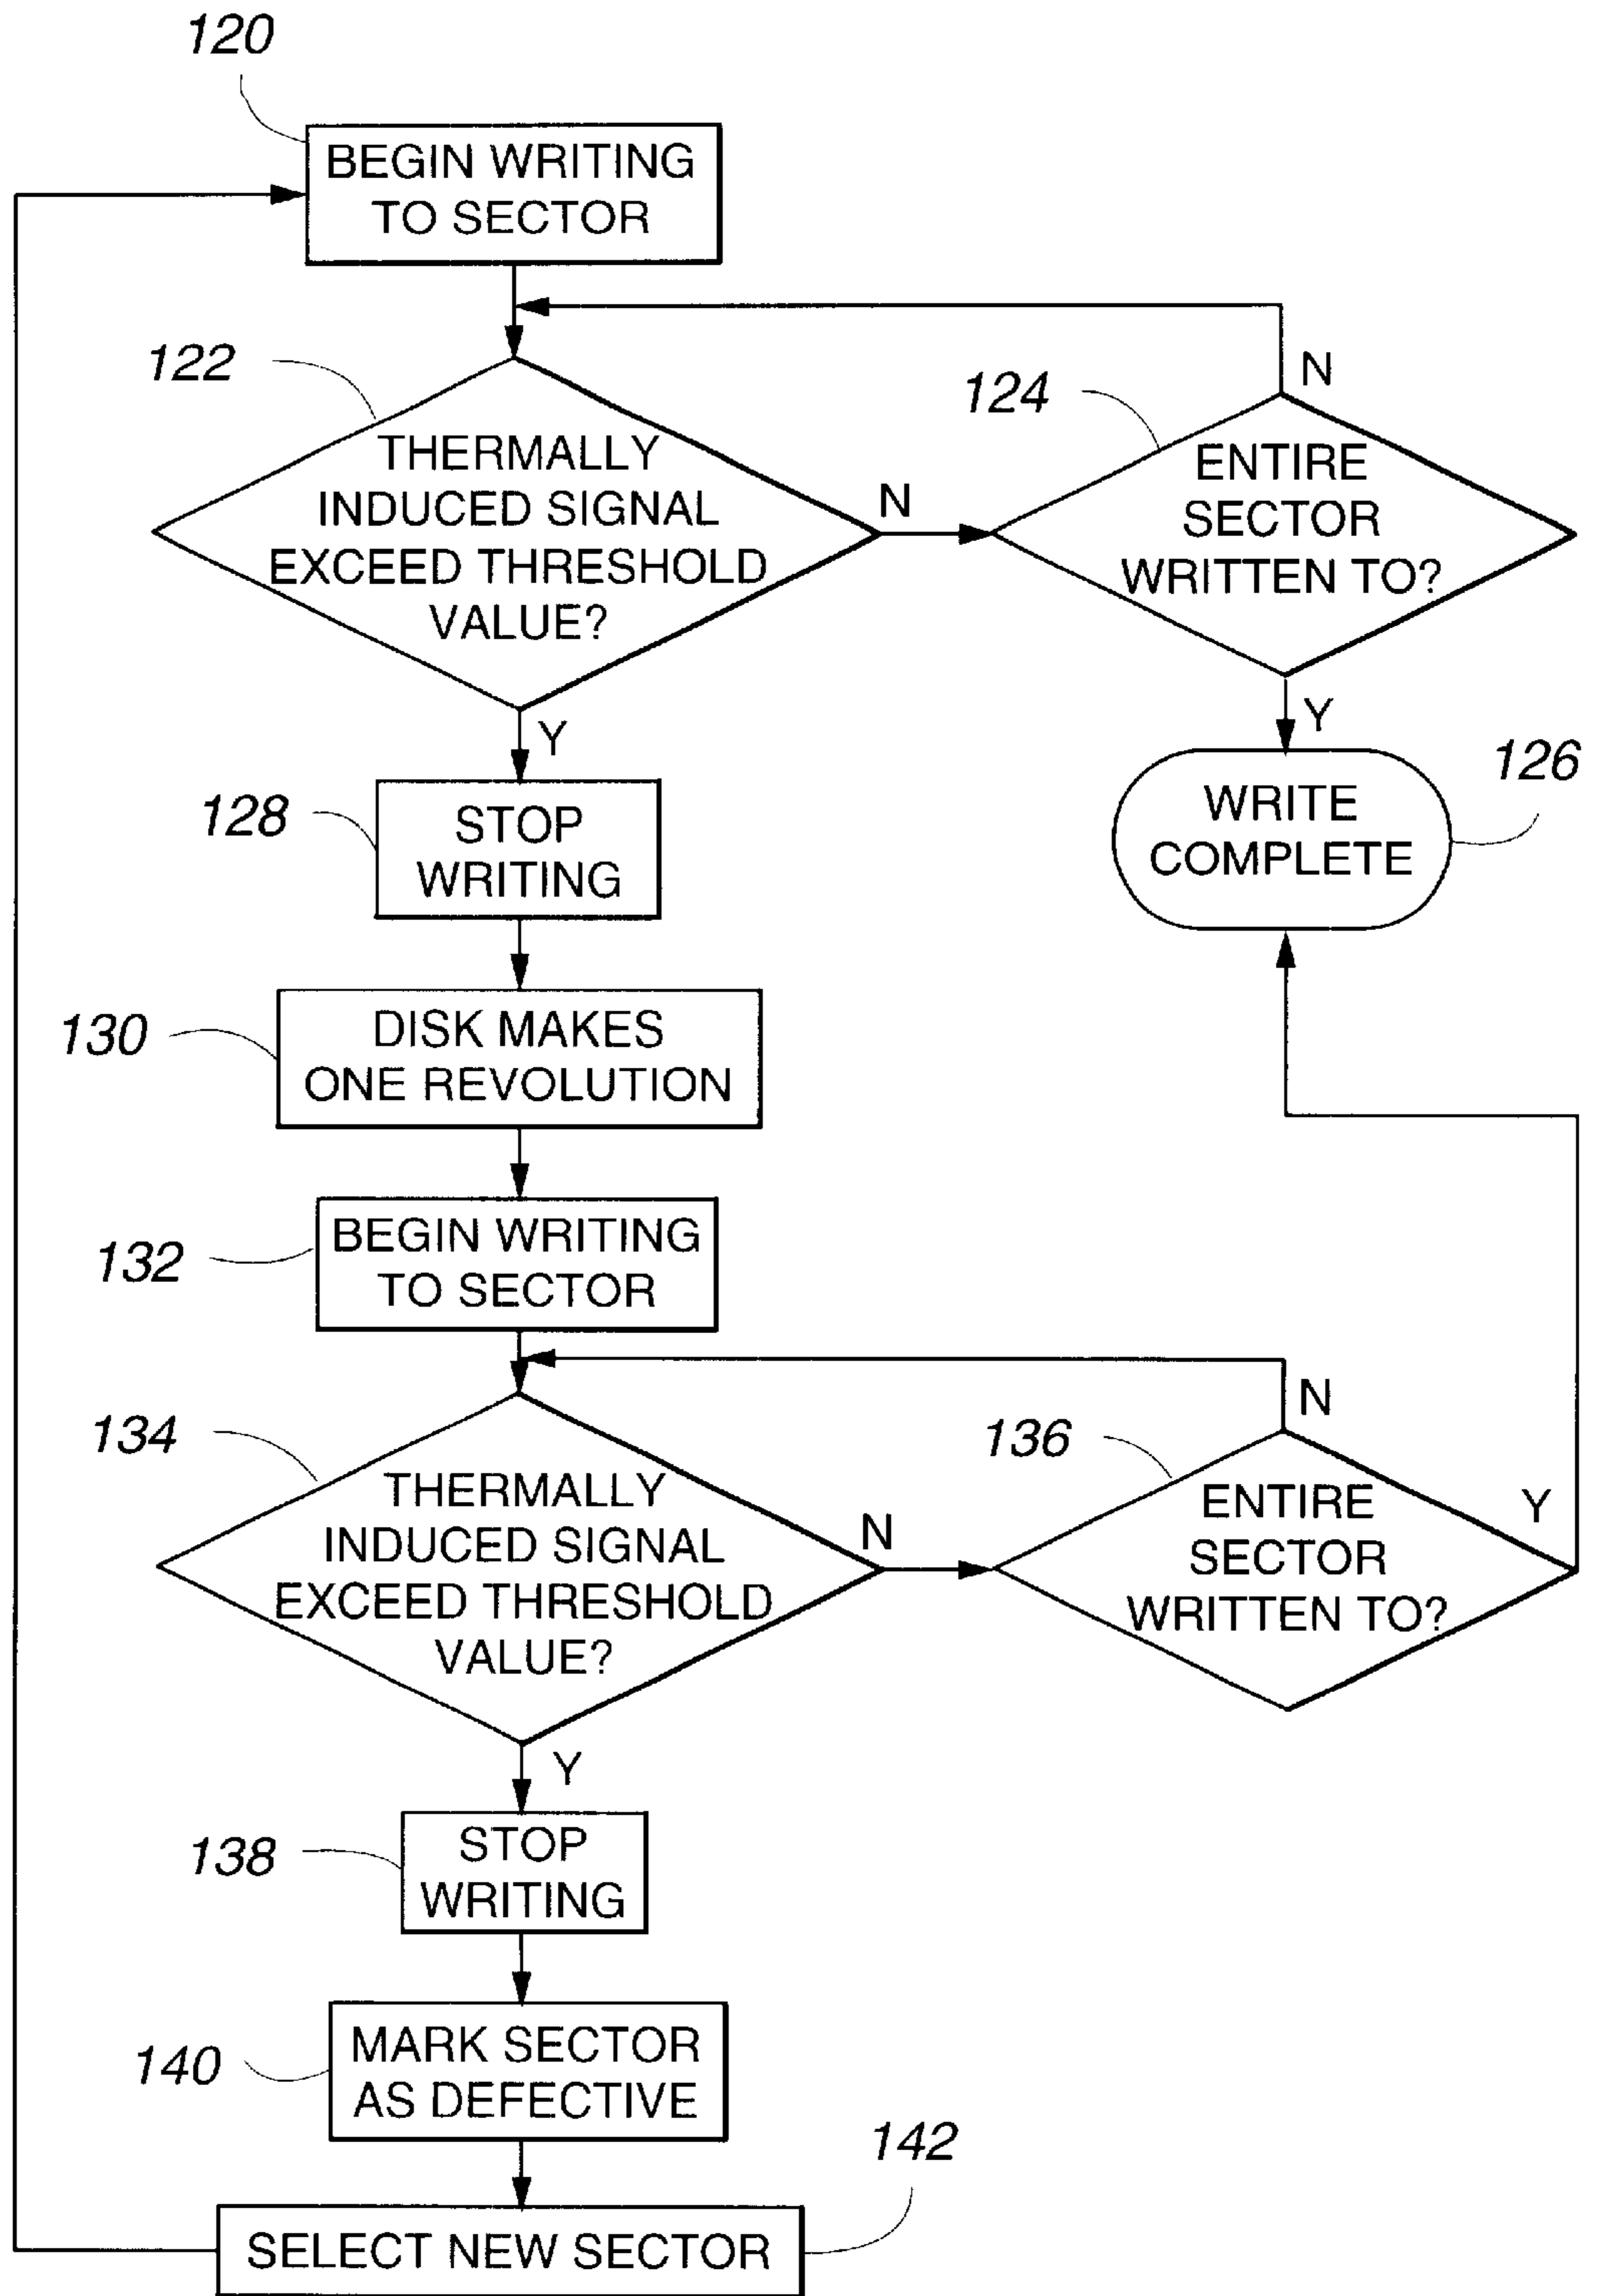 120
BEGIN WRITING
TO SECTOR
122
THERMALLY
INDUCED SIGNAL
EXCEED THRESHOLD
VALUE?
N
124
N
ENTIRE
SECTOR
WRITTEN TO?
Y
Y
126
WRITE
COMPLETE
128
STOP
WRITING
130
DISK MAKES
ONE REVOLUTION
132
BEGIN WRITING
TO SECTOR
134
THERMALLY
INDUCED SIGNAL
EXCEED THRESHOLD
VALUE?
N
136
N
ENTIRE
SECTOR
WRITTEN TO?
Y
Y
138
STOP
WRITING
140
MARK SECTOR
AS DEFECTIVE
142
SELECT NEW SECTOR